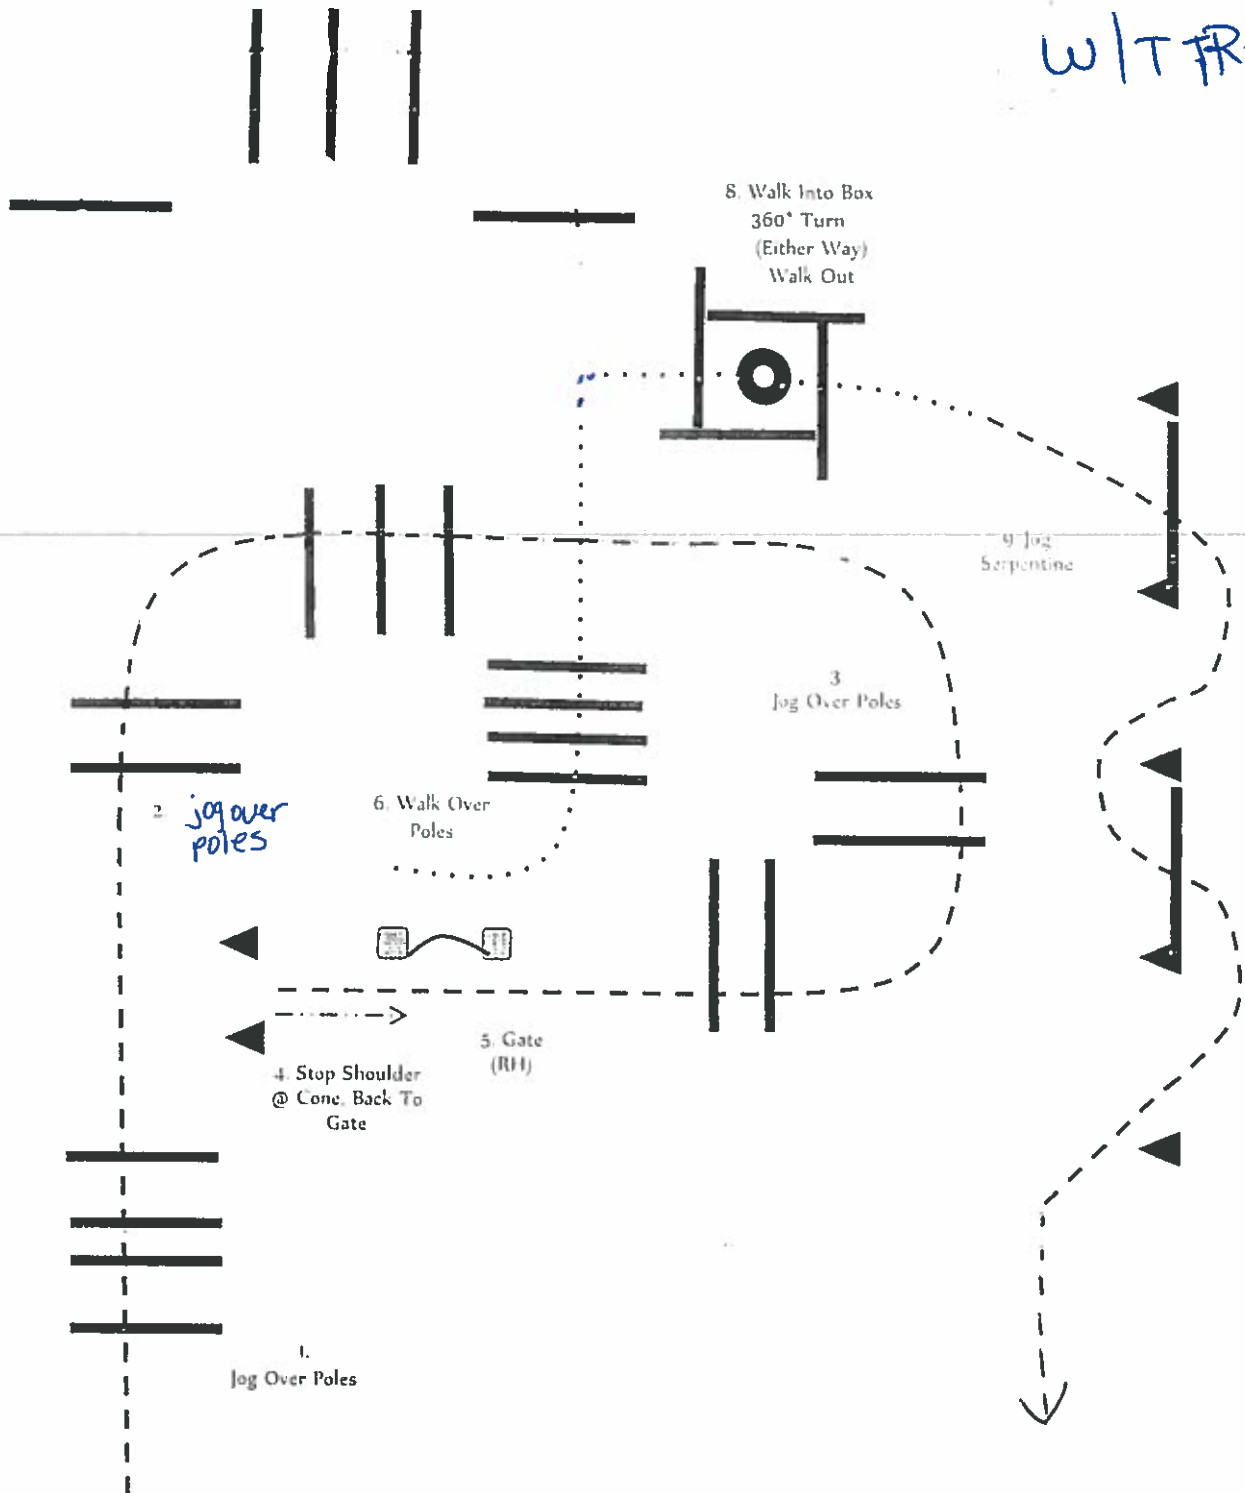 W/T TR
8. Walk Into Box
360° Turn
(Either Way)
Walk Out
9. Jog
Serpentine
3
Jog Over Poles
2. jog over
poles
6. Walk Over
Poles
5. Gate
(RH)
4. Stop Shoulder
@ Cone, Back To
Gate
1.
Jog Over Poles